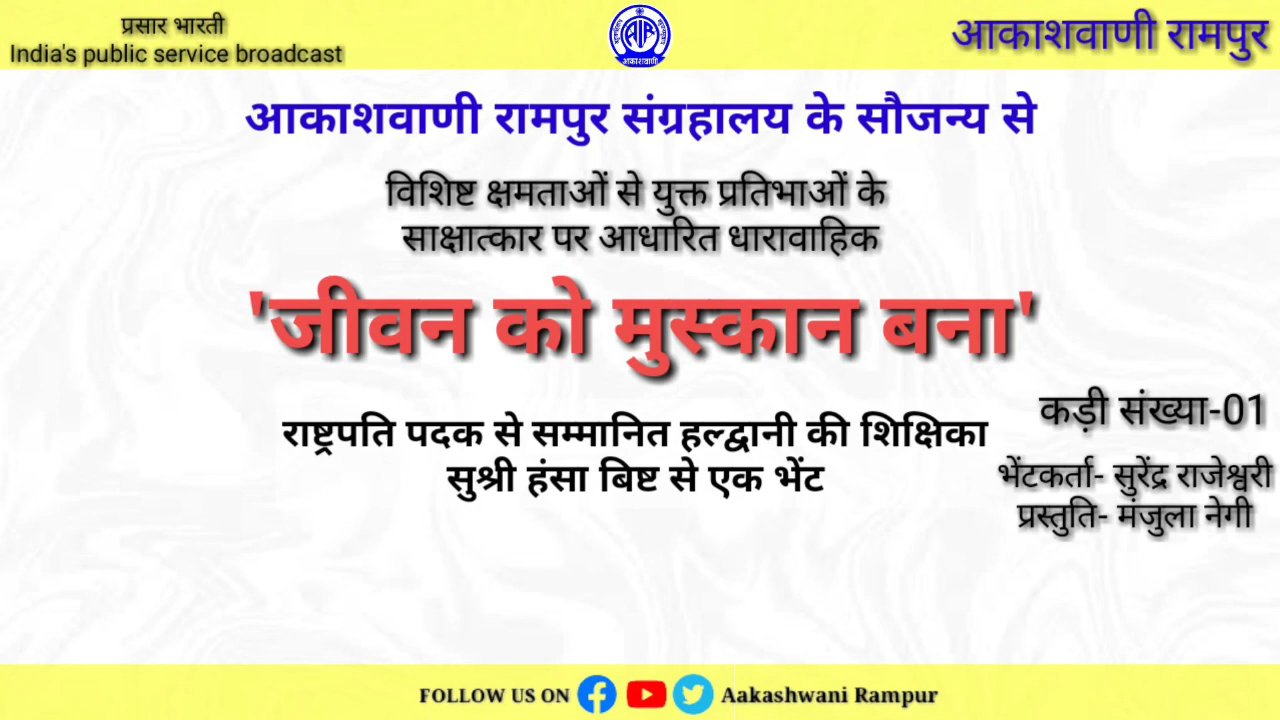 प्रसार भारती
India's public service broadcast
आकाशवाणी रामपुर
आकाशवाणी रामपुर संग्रहालय के सौजन्य से
विशिष्ट क्षमताओं से युक्त प्रतिभाओं के
साक्षात्कार पर आधारित धारावाहिक
'जीवन को मुस्कान बना'
कड़ी संख्या-01
राष्ट्रपति पदक से सम्मानित हल्द्वानी की शिक्षिका
सुश्री हंसा बिष्ट से एक भेंट
भेंटकर्ता- सुरेंद्र राजेश्वरी
प्रस्तुति- मंजुला नेगी
FOLLOW US ON Aakashwani Rampur